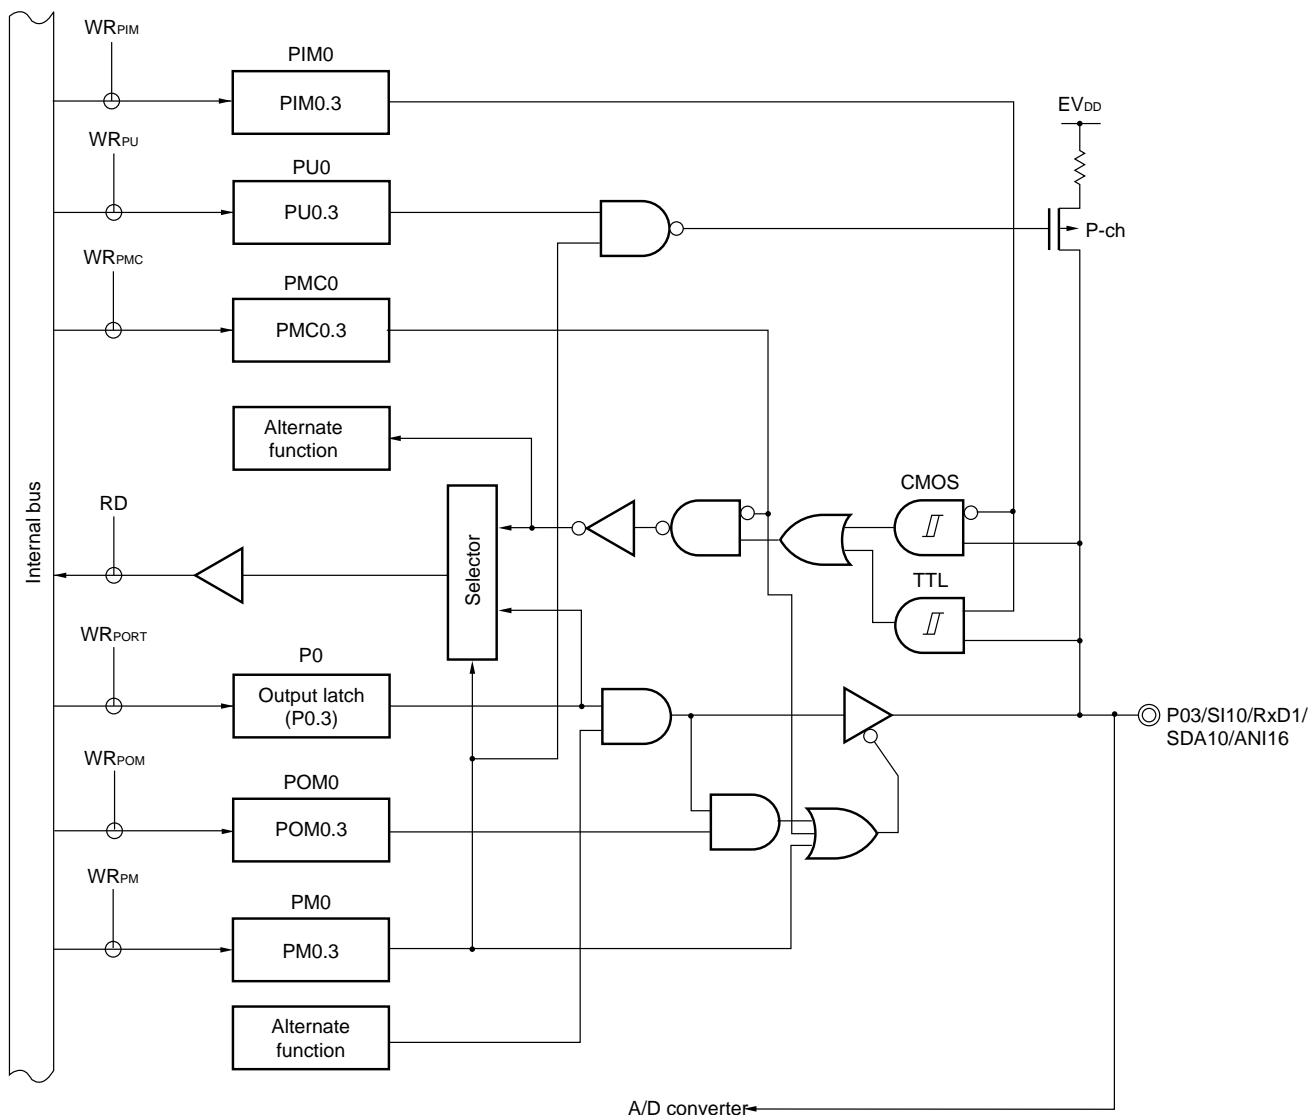 WRPIM
PIM0
PIM0.3
EVDD
WRPU
PU0
PU0.3
P-ch
WRPMC
PMC0
PMC0.3
Alternate
function
CMOS
Internal bus
RD
Selector
TTL
WRPORT
P0
Output latch
(P0.3)
P03/SI10/RxD1/
SDA10/ANI16
WRPOM
POM0
POM0.3
WRPM
PM0
PM0.3
Alternate
function
A/D converter